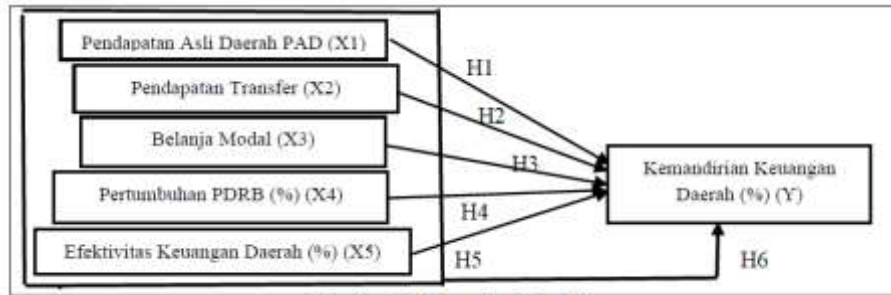 Pendapatan Asli Daerah PAD (X1)
H1
Pendapatan Transfer (X2)
H2
Belanja Modal (X3)
H3
Kemandirian Keuangan
Daerah (%) (Y)
Pertumbuhan PDRB (%) (X4)
H4
Efektivitas Keuangan Daerah (%) (X5)
H5
H6